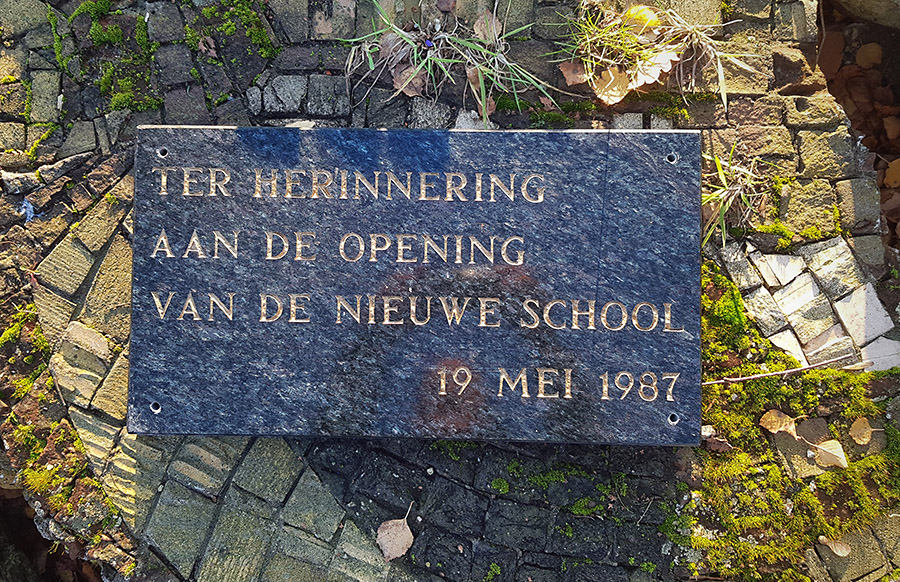 TER HERINNERING
AAN DE OPENING
VAN DE NIEUWE SCHOOL
19 MEI 1987